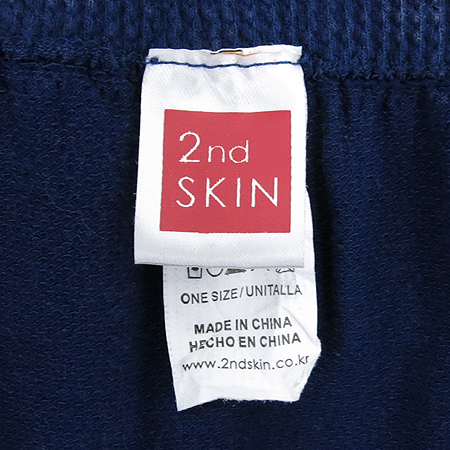 2nd
SKIN
ONE SIZE/UNITALLA
MADE IN CHINA
HECHO EN CHINA
www.2ndskin.co.kr